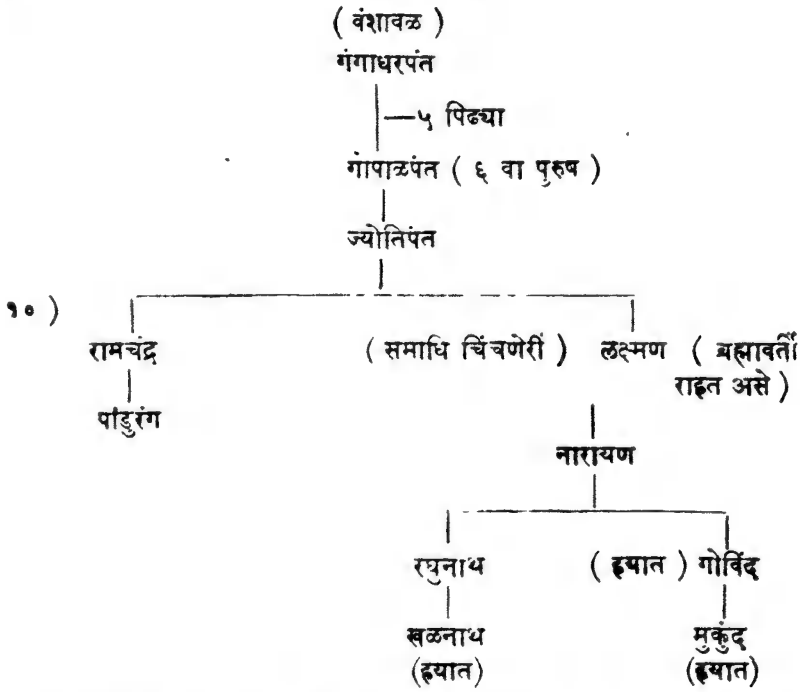 ( वंशावळ )
गंगाधरपंत
—५ पिढ्या
गोपाळपंत ( ६ वा पुरुष )
ज्योतिपंत
१० )
रामचंद्र ( समाधि चिंचणेरीं ) लक्ष्मण ( ब्रह्मावर्तीं
राहत असे )
पांडुरंग
नारायण
रघुनाथ ( हयात ) गोविंद
खळनाथ मुकुंद
(हयात) (हयात)